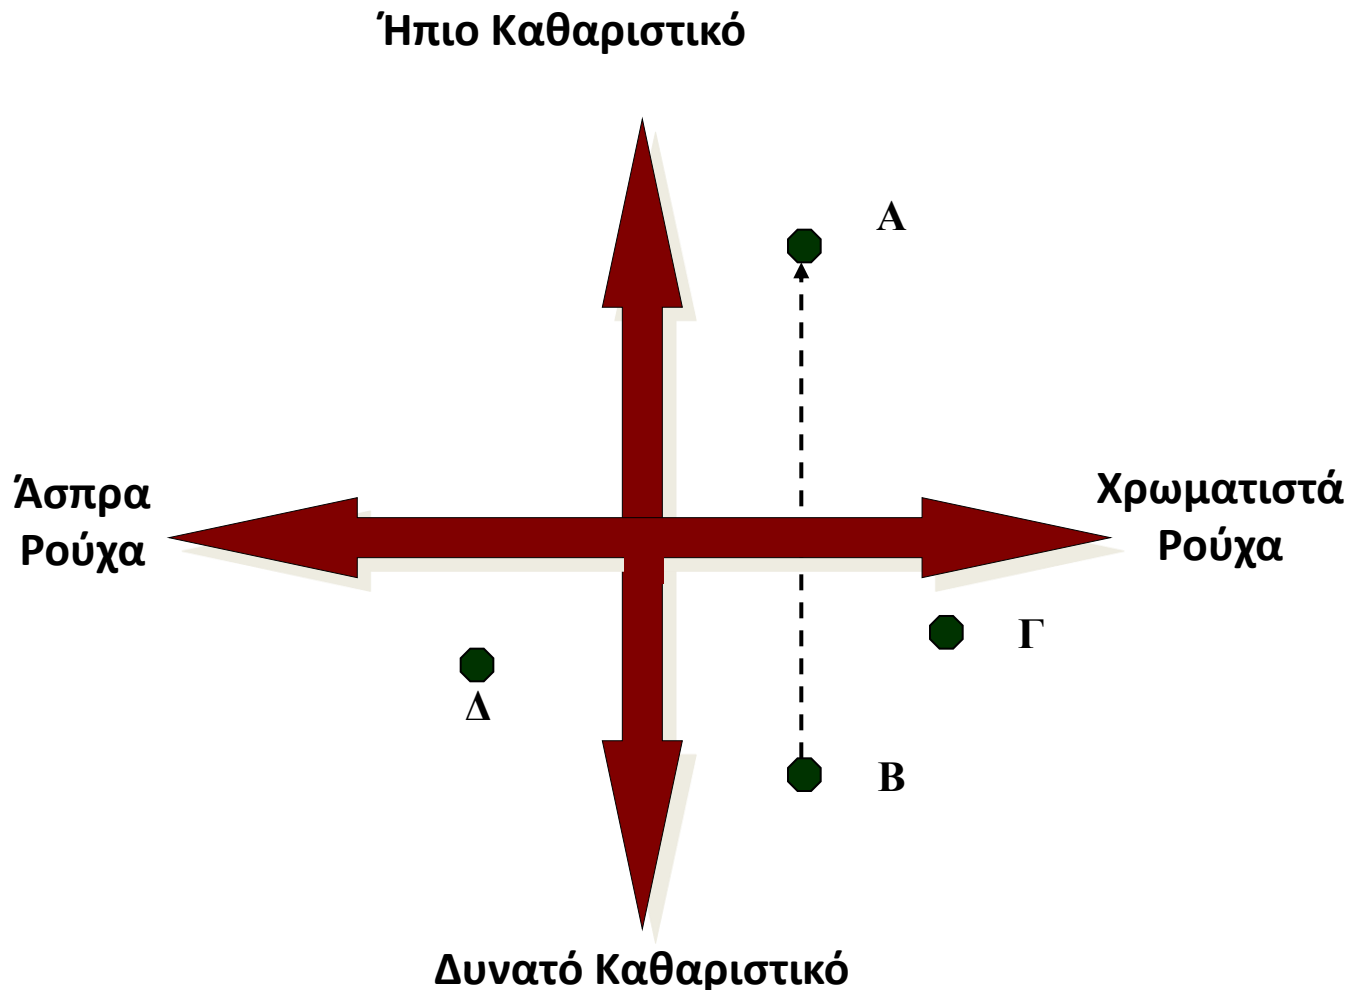 Ήπιο Καθαριστικό
Α
Άσπρα
Ρούχα
Χρωματιστά
Ρούχα
Γ
Δ
Β
Δυνατό Καθαριστικό